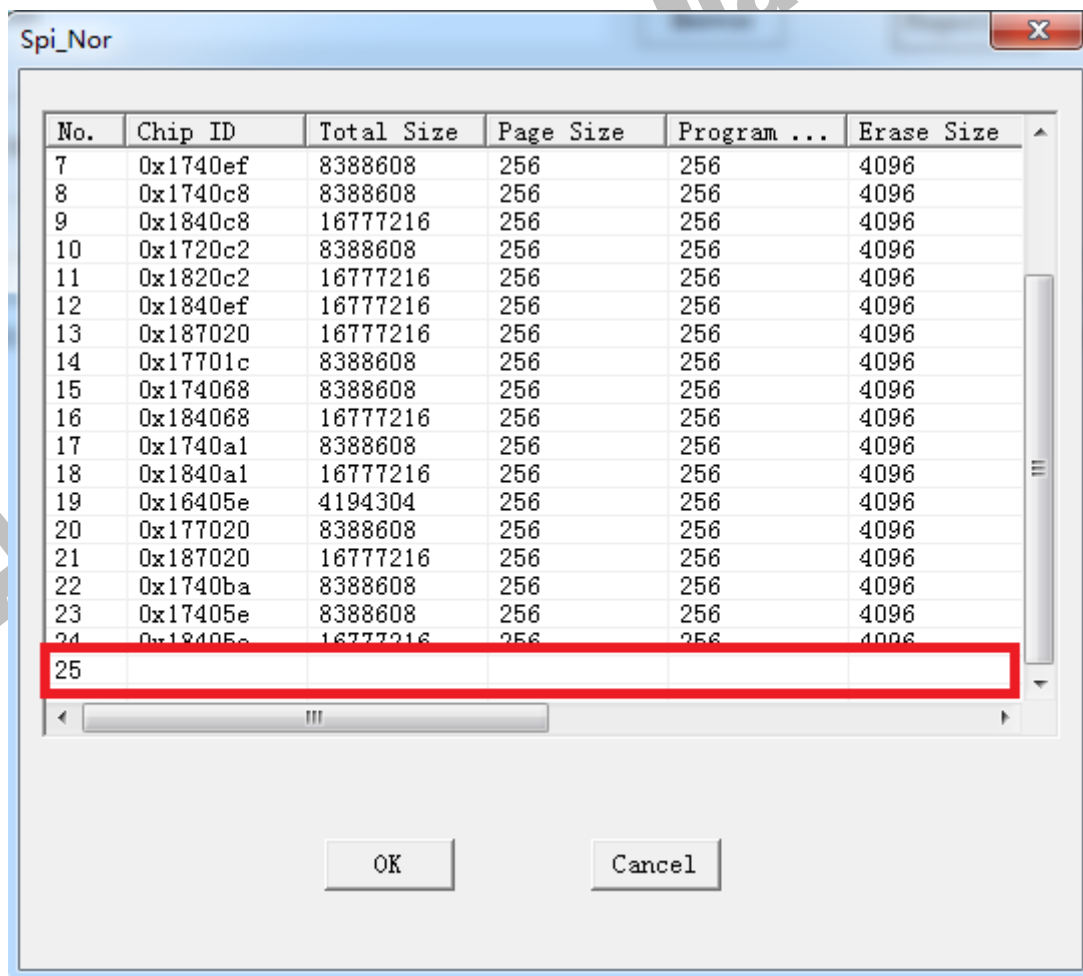 Spi_Nor
No. Chip ID Total Size Page Size Program ... Erase Size
7 0x1740ef 8388608 256 256 4096
8 0x1740c8 8388608 256 256 4096
9 0x1840c8 16777216 256 256 4096
10 0x1720c2 8388608 256 256 4096
11 0x1820c2 16777216 256 256 4096
12 0x1840ef 16777216 256 256 4096
13 0x187020 16777216 256 256 4096
14 0x17701c 8388608 256 256 4096
15 0x174068 8388608 256 256 4096
16 0x184068 16777216 256 256 4096
17 0x1740a1 8388608 256 256 4096
18 0x1840a1 16777216 256 256 4096
19 0x16405e 4194304 256 256 4096
20 0x177020 8388608 256 256 4096
21 0x187020 16777216 256 256 4096
22 0x1740ba 8388608 256 256 4096
23 0x17405e 8388608 256 256 4096
24 16777216 256 256 4096
25
OK Cancel